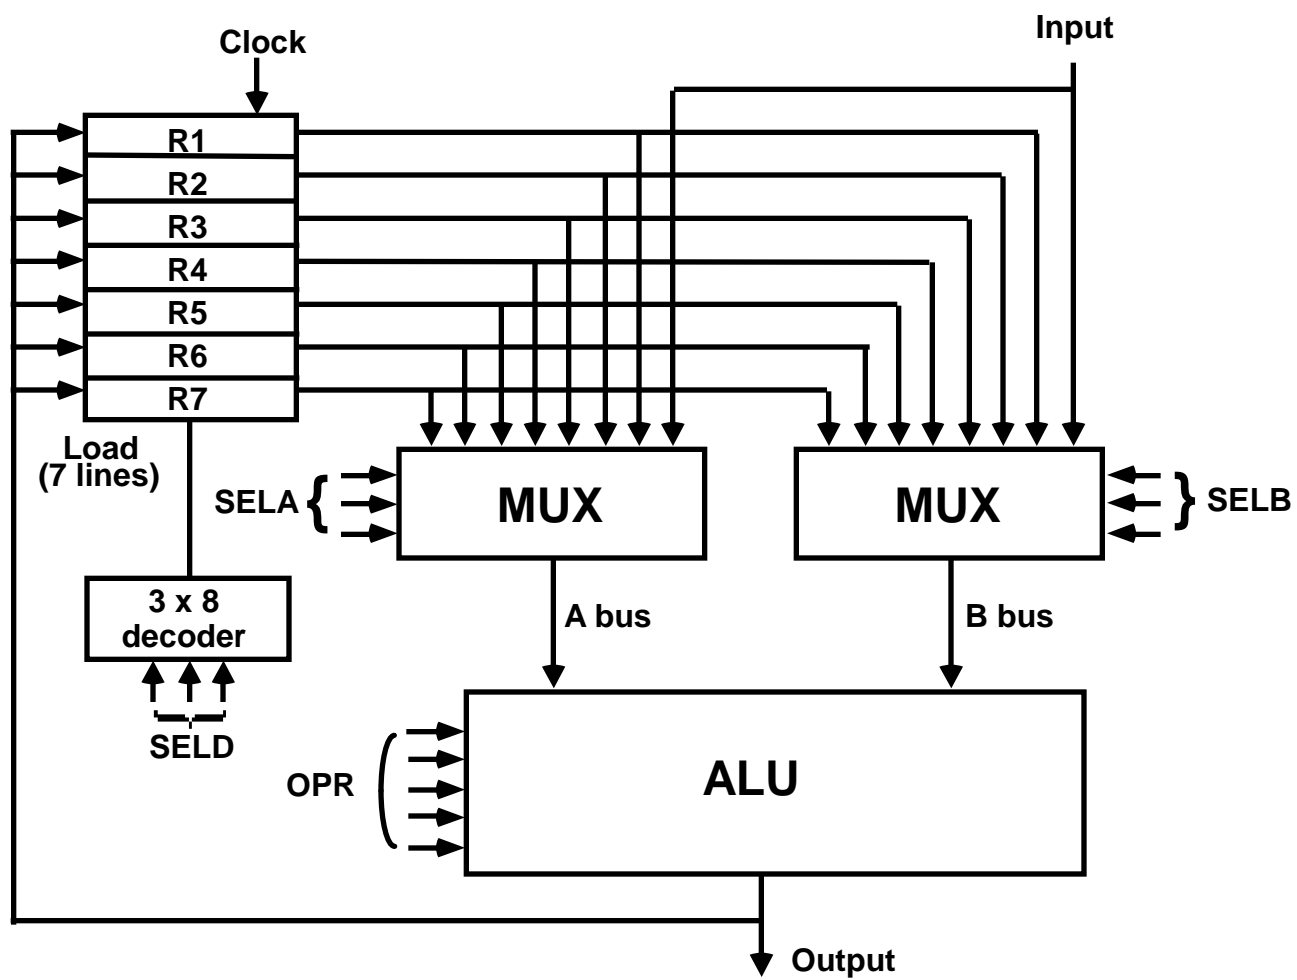 Clock
Input
R1
R2
R3
R4
R5
R6
R7
Load
(7 lines)
SELA {
MUX
MUX
} SELB
3 x 8
decoder
A bus
B bus
SELD
OPR
ALU
Output